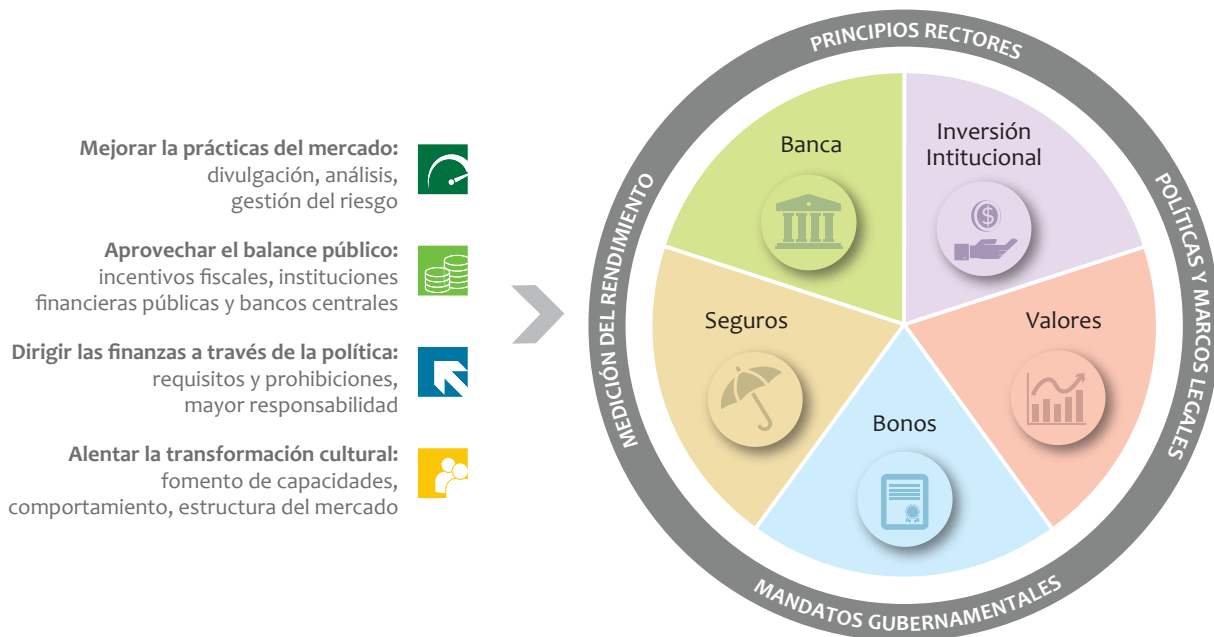 Mejorar la prácticas del mercado:
divulgación, análisis,
gestión del riesgo
Aprovechar el balance público:
incentivos fiscales, instituciones
financieras públicas y bancos centrales
Dirigir las finanzas a través de la política:
requisitos y prohibiciones,
mayor responsabilidad
Alentar la transformación cultural:
fomento de capacidades,
comportamiento, estructura del mercado
PRINCIPIOS RECTORES
POLÍTICAS Y MARCOS LEGALES
MANDATOS GUBERNAMENTALES
MEDICIÓN DEL RENDIMIENTO
Banca
Inversión
Intitucional
$
Seguros
Valores
Bonos